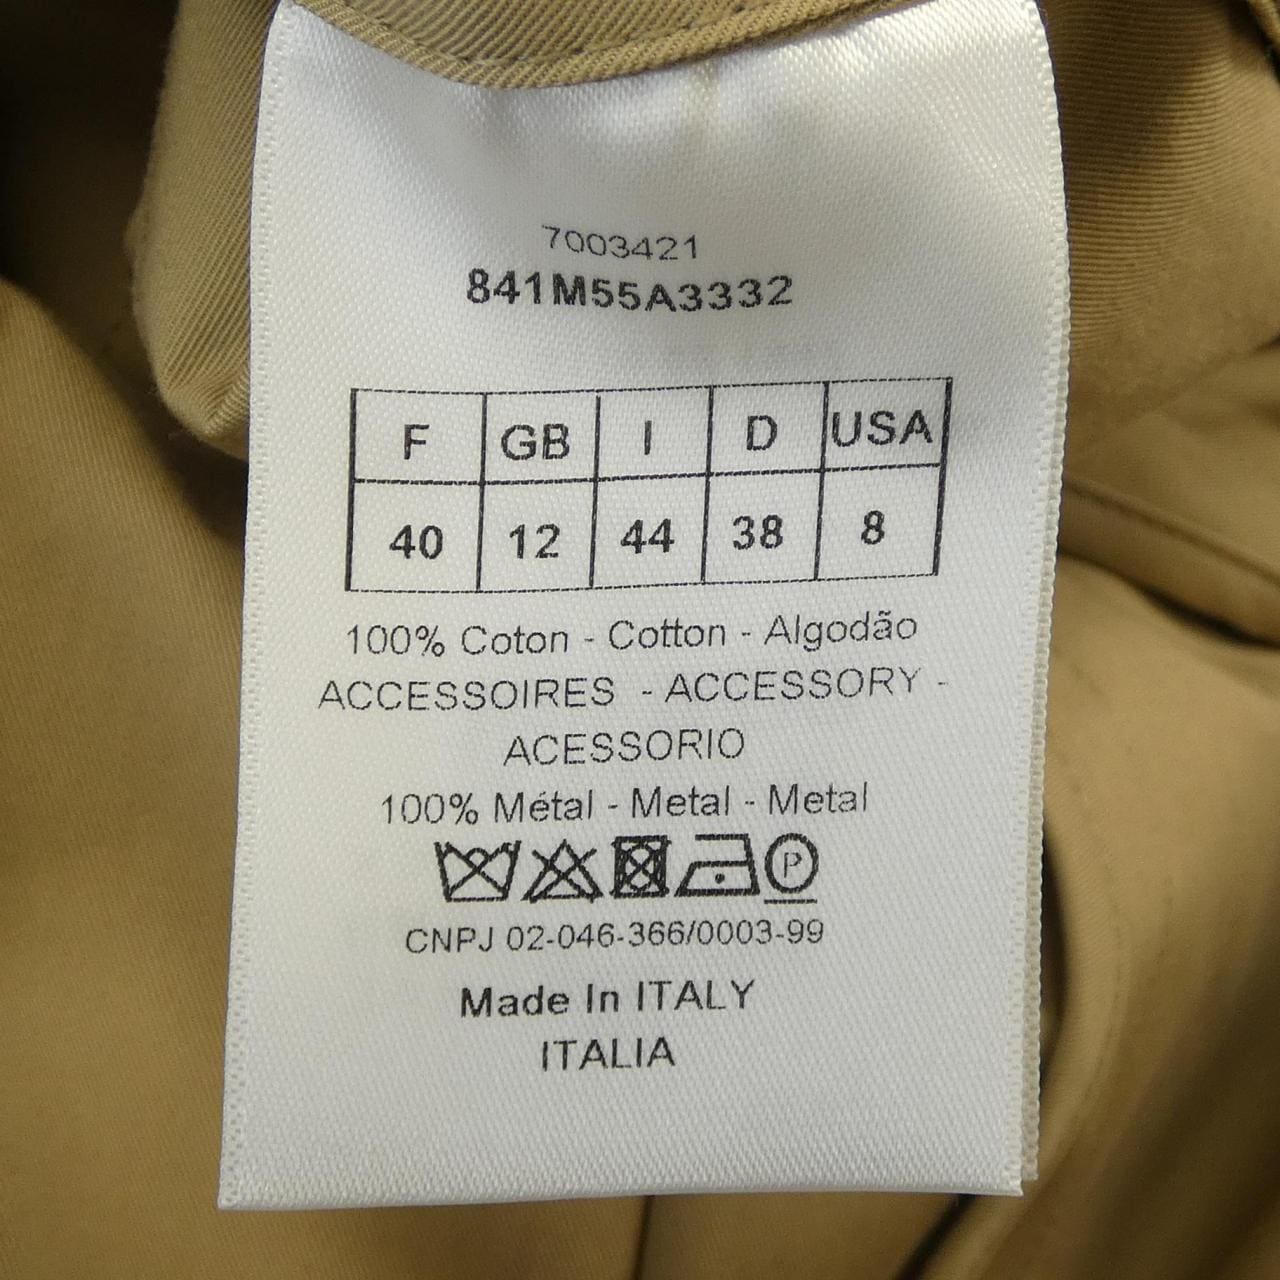 7003421
841M55A3332
F GB I D USA
40 12 44 38 8
100% Coton - Cotton - Algodão
ACCESSOIRES - ACCESSORY -
ACESSORIO
100% Métal - Metal - Metal
P
CNPJ 02-046-366/0003-99
Made In ITALY
ITALIA